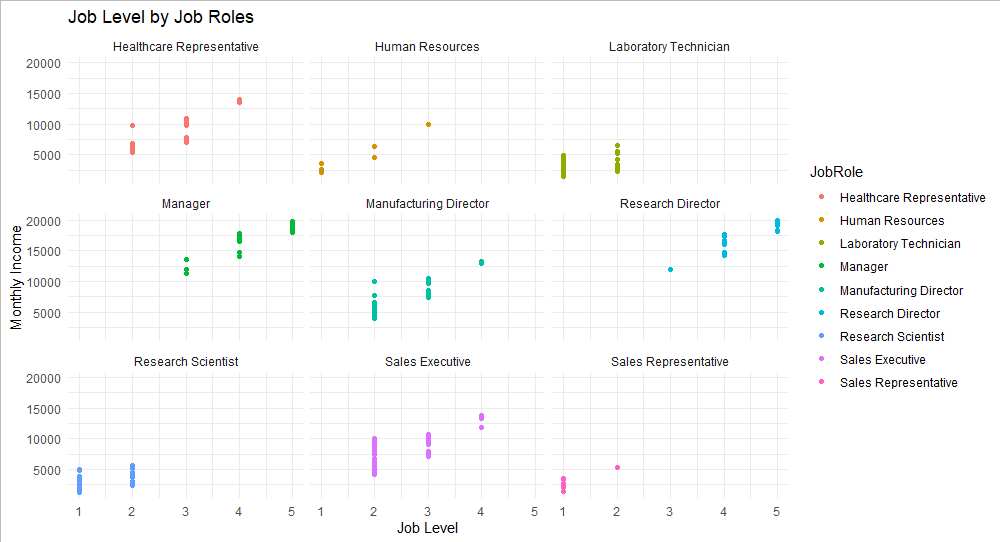 Job Level by Job Roles
Healthcare Representative
Human Resources
Laboratory Technician
20000
15000
10000
5000
Manager
Manufacturing Director
Research Director
20000
15000
10000
5000
Research Scientist
Sales Executive
Sales Representative
20000
15000
10000
5000
1 2 3 4 5 1 2 3 4 5 1 2 3 4 5
Job Level
Monthly Income
JobRole
Healthcare Representative
Human Resources
Laboratory Technician
Manager
Manufacturing Director
Research Director
Research Scientist
Sales Executive
Sales Representative